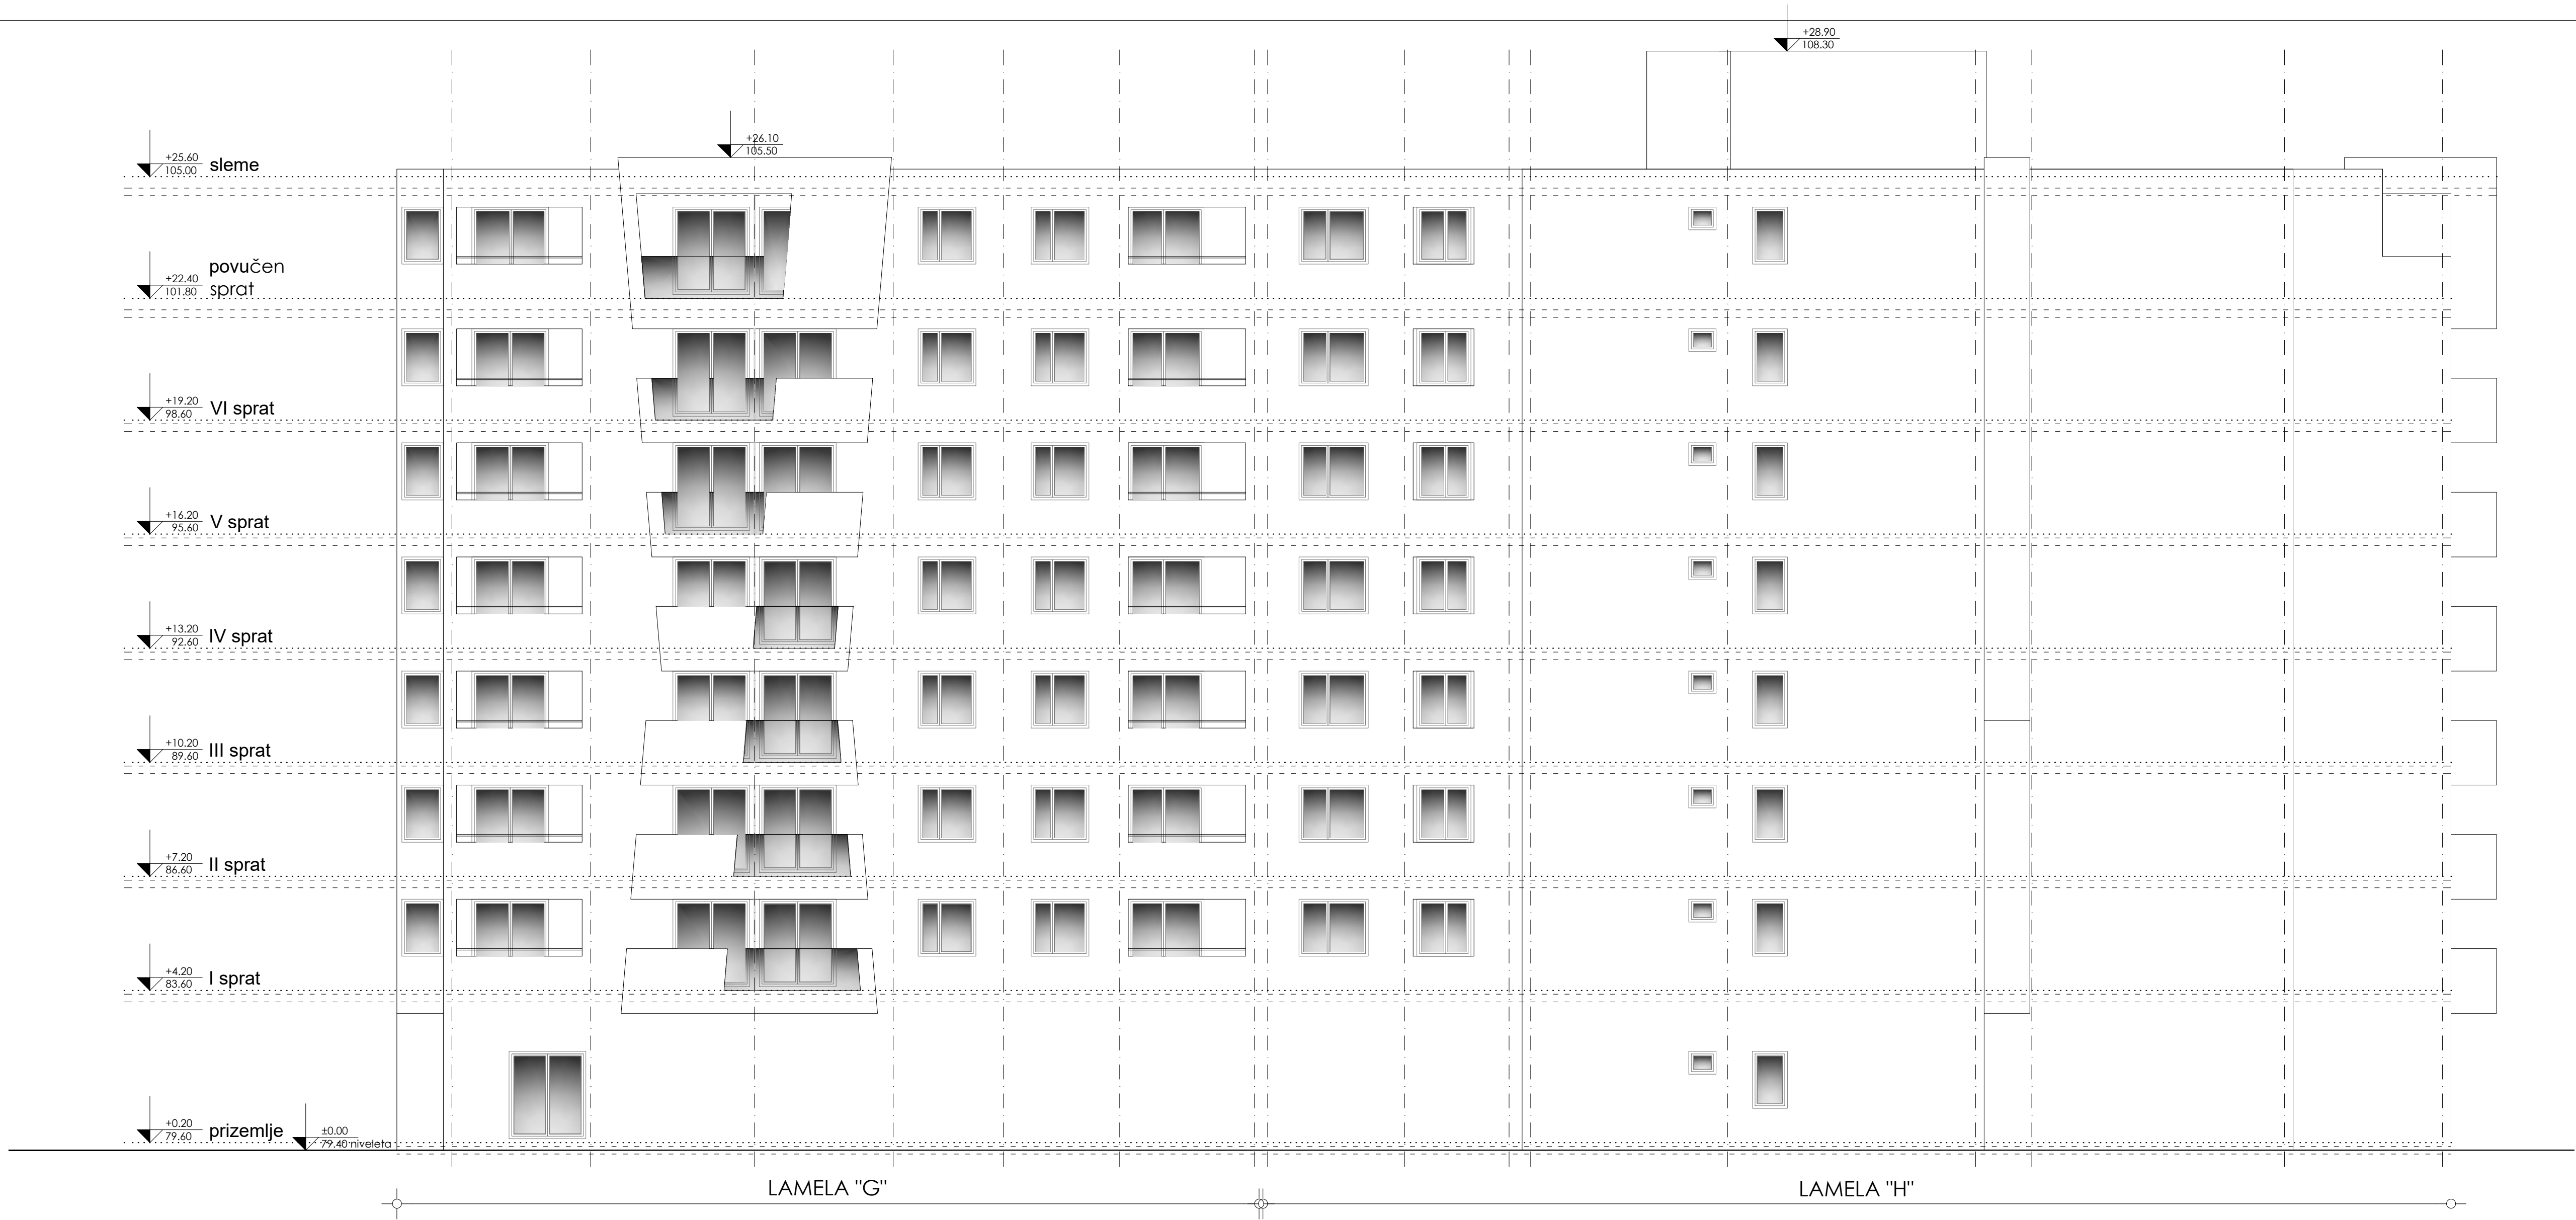 +28.90
108.30
+26.10
105.50
+25.60
105.00
sleme
povučen
+22.40
101.80
sprat
+19.20
98.60
VI sprat
+16.20
95.60
V sprat
+13.20
92.60
IV sprat
+10.20
89.60
III sprat
+7.20
86.60
II sprat
+4.20
83.60
I sprat
+0.20
79.60
prizemlje
±0.00
79.40 niveleta
LAMELA "G"
LAMELA "H"